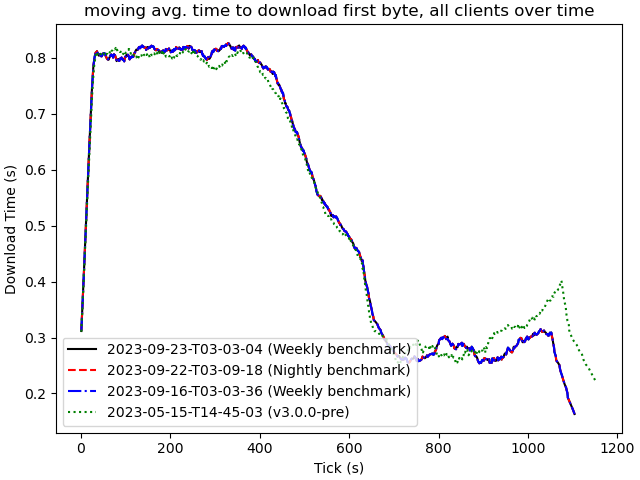 moving avg. time to download first byte, all clients over time
Download Time (s)
0.8
0.7
0.6
0.5
0.4
0.3
0.2
2023-09-23-T03-03-04 (Weekly benchmark)
2023-09-22-T03-09-18 (Nightly benchmark)
2023-09-16-T03-03-36 (Weekly benchmark)
2023-05-15-T14-45-03 (v3.0.0-pre)
0 200 400 600 800 1000 1200
Tick (s)